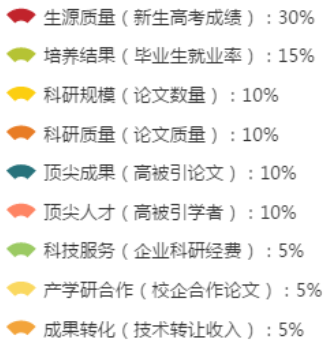 生源质量（新生高考成绩）：30%
培养结果（毕业生就业率）：15%
科研规模（论文数量）：10%
科研质量（论文质量）：10%
顶尖成果（高被引论文）：10%
顶尖人才（高被引学者）：10%
科技服务（企业科研经费）：5%
产学研合作（校企合作论文）：5%
成果转化（技术转让收入）：5%